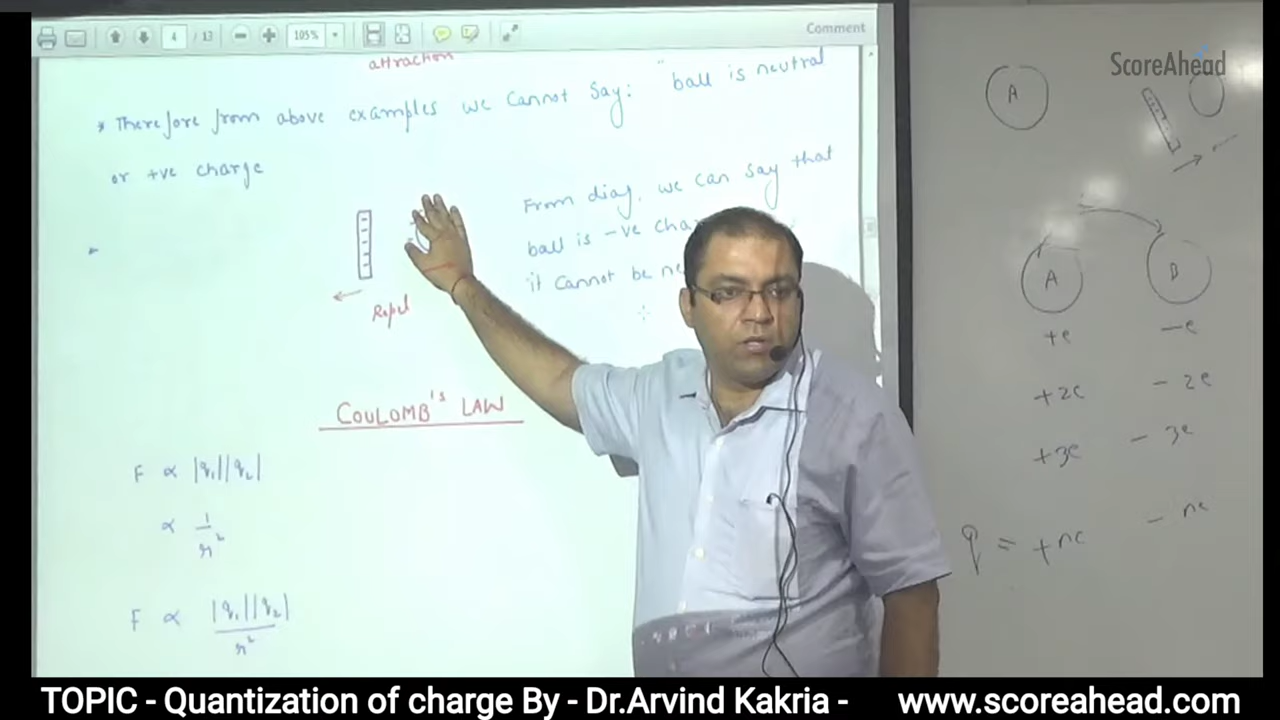 4 / 13
105%
Comment
attraction
* Therefore from above examples we Cannot Say: "ball is neutral
or +ve charge
From diag. we can say that
ball is -ve
it Cannot be
Repel
COULOMB'S LAW
F ∝ |q₁||q₂|
∝ 1/r²
F ∝ |q₁||q₂|/r²
ScoreAhead
A
A B
+e -e
+2e -2e
+3e -3e
q = +ne - ne
TOPIC - Quantization of charge By - Dr.Arvind Kakria - www.scoreahead.com